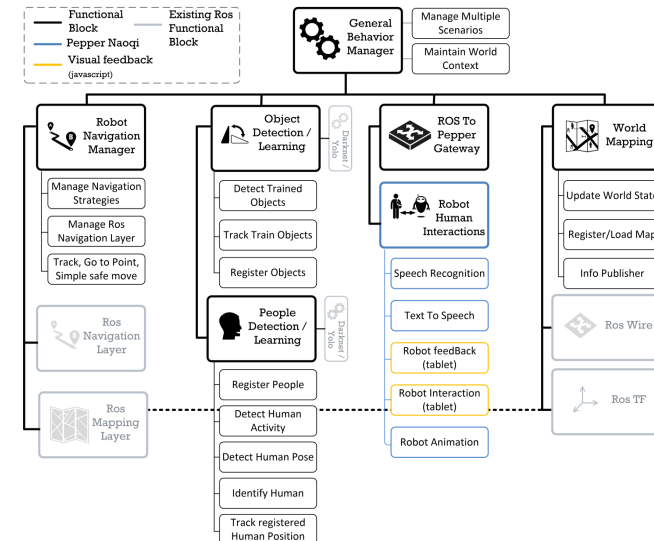 Functional
Block
Existing Ros
Functional
Block
Pepper Naoqi
Visual feedback
(javascript)
General
Behavior
Manager
Manage Multiple
Scenarios
Maintain World
Context
Robot
Navigation
Manager
Manage Navigation
Strategies
Manage Ros
Navigation Layer
Track, Go to Point,
Simple safe move
Ros
Navigation
Layer
Ros
Mapping
Layer
Object
Detection /
Learning
Darknet /
Yolo
Detect Trained
Objects
Track Train Objects
Register Objects
People
Detection /
Learning
Darknet /
Yolo
Register People
Detect Human
Activity
Detect Human Pose
Identify Human
Track registered
Human Position
ROS To
Pepper
Gateway
Robot
Human
Interactions
Speech Recognition
Text To Speech
Robot feedBack
(tablet)
Robot Interaction
(tablet)
Robot Animation
World
Mapping
Update World State
Register/Load Map
Info Publisher
Ros Wire
Ros TF